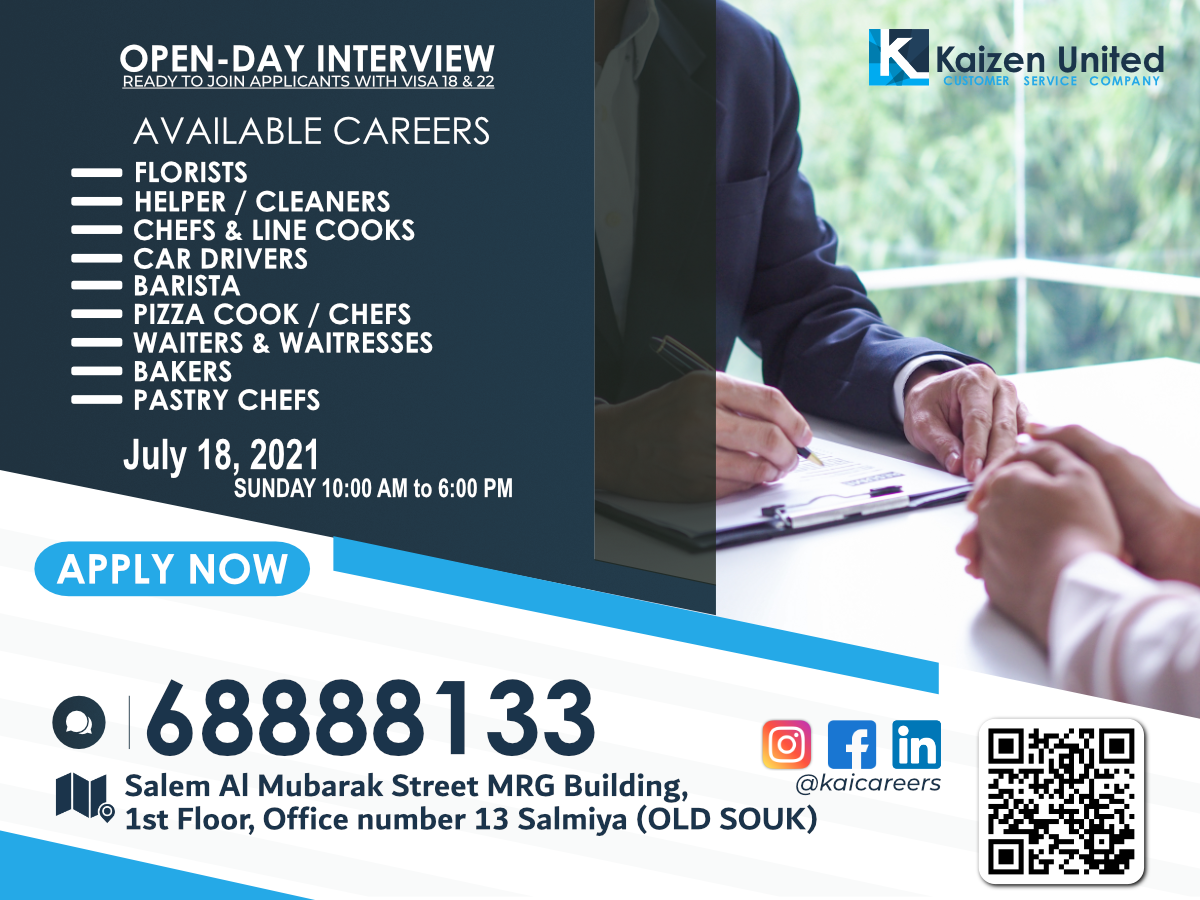 OPEN-DAY INTERVIEW
READY TO JOIN APPLICANTS WITH VISA 18 & 22
Kaizen United
CUSTOMER SERVICE COMPANY
AVAILABLE CAREERS
FLORISTS
HELPER / CLEANERS
CHEFS & LINE COOKS
CAR DRIVERS
BARISTA
PIZZA COOK / CHEFS
WAITERS & WAITRESSES
BAKERS
PASTRY CHEFS
July 18, 2021
SUNDAY 10:00 AM to 6:00 PM
APPLY NOW
68888133
Salem Al Mubarak Street MRG Building,
1st Floor, Office number 13 Salmiya (OLD SOUK)
@kaicareers